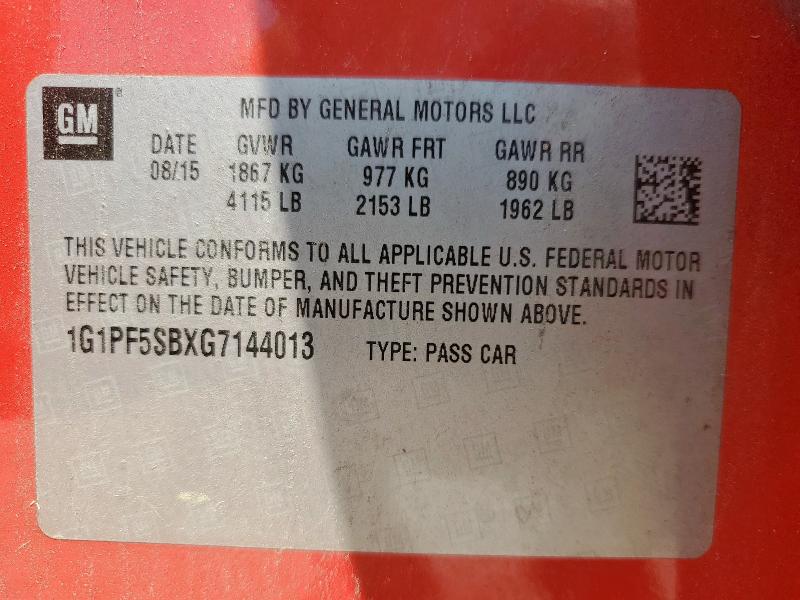 GM
MFD BY GENERAL MOTORS LLC
DATE GVWR GAWR FRT GAWR RR
08/15 1867 KG 977 KG 890 KG
4115 LB 2153 LB 1962 LB
THIS VEHICLE CONFORMS TO ALL APPLICABLE U.S. FEDERAL MOTOR
VEHICLE SAFETY, BUMPER, AND THEFT PREVENTION STANDARDS IN
EFFECT ON THE DATE OF MANUFACTURE SHOWN ABOVE.
1G1PF5SBXG7144013 TYPE: PASS CAR